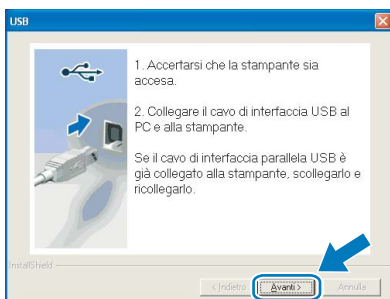 USB
1. Accertarsi che la stampante sia
accesa.
2. Collegare il cavo di interfaccia USB al
PC e alla stampante.
Se il cavo di interfaccia parallela USB è
già collegato alla stampante, scollegarlo e
ricollegarlo.
InstallShield
< Indietro Avanti > Annulla